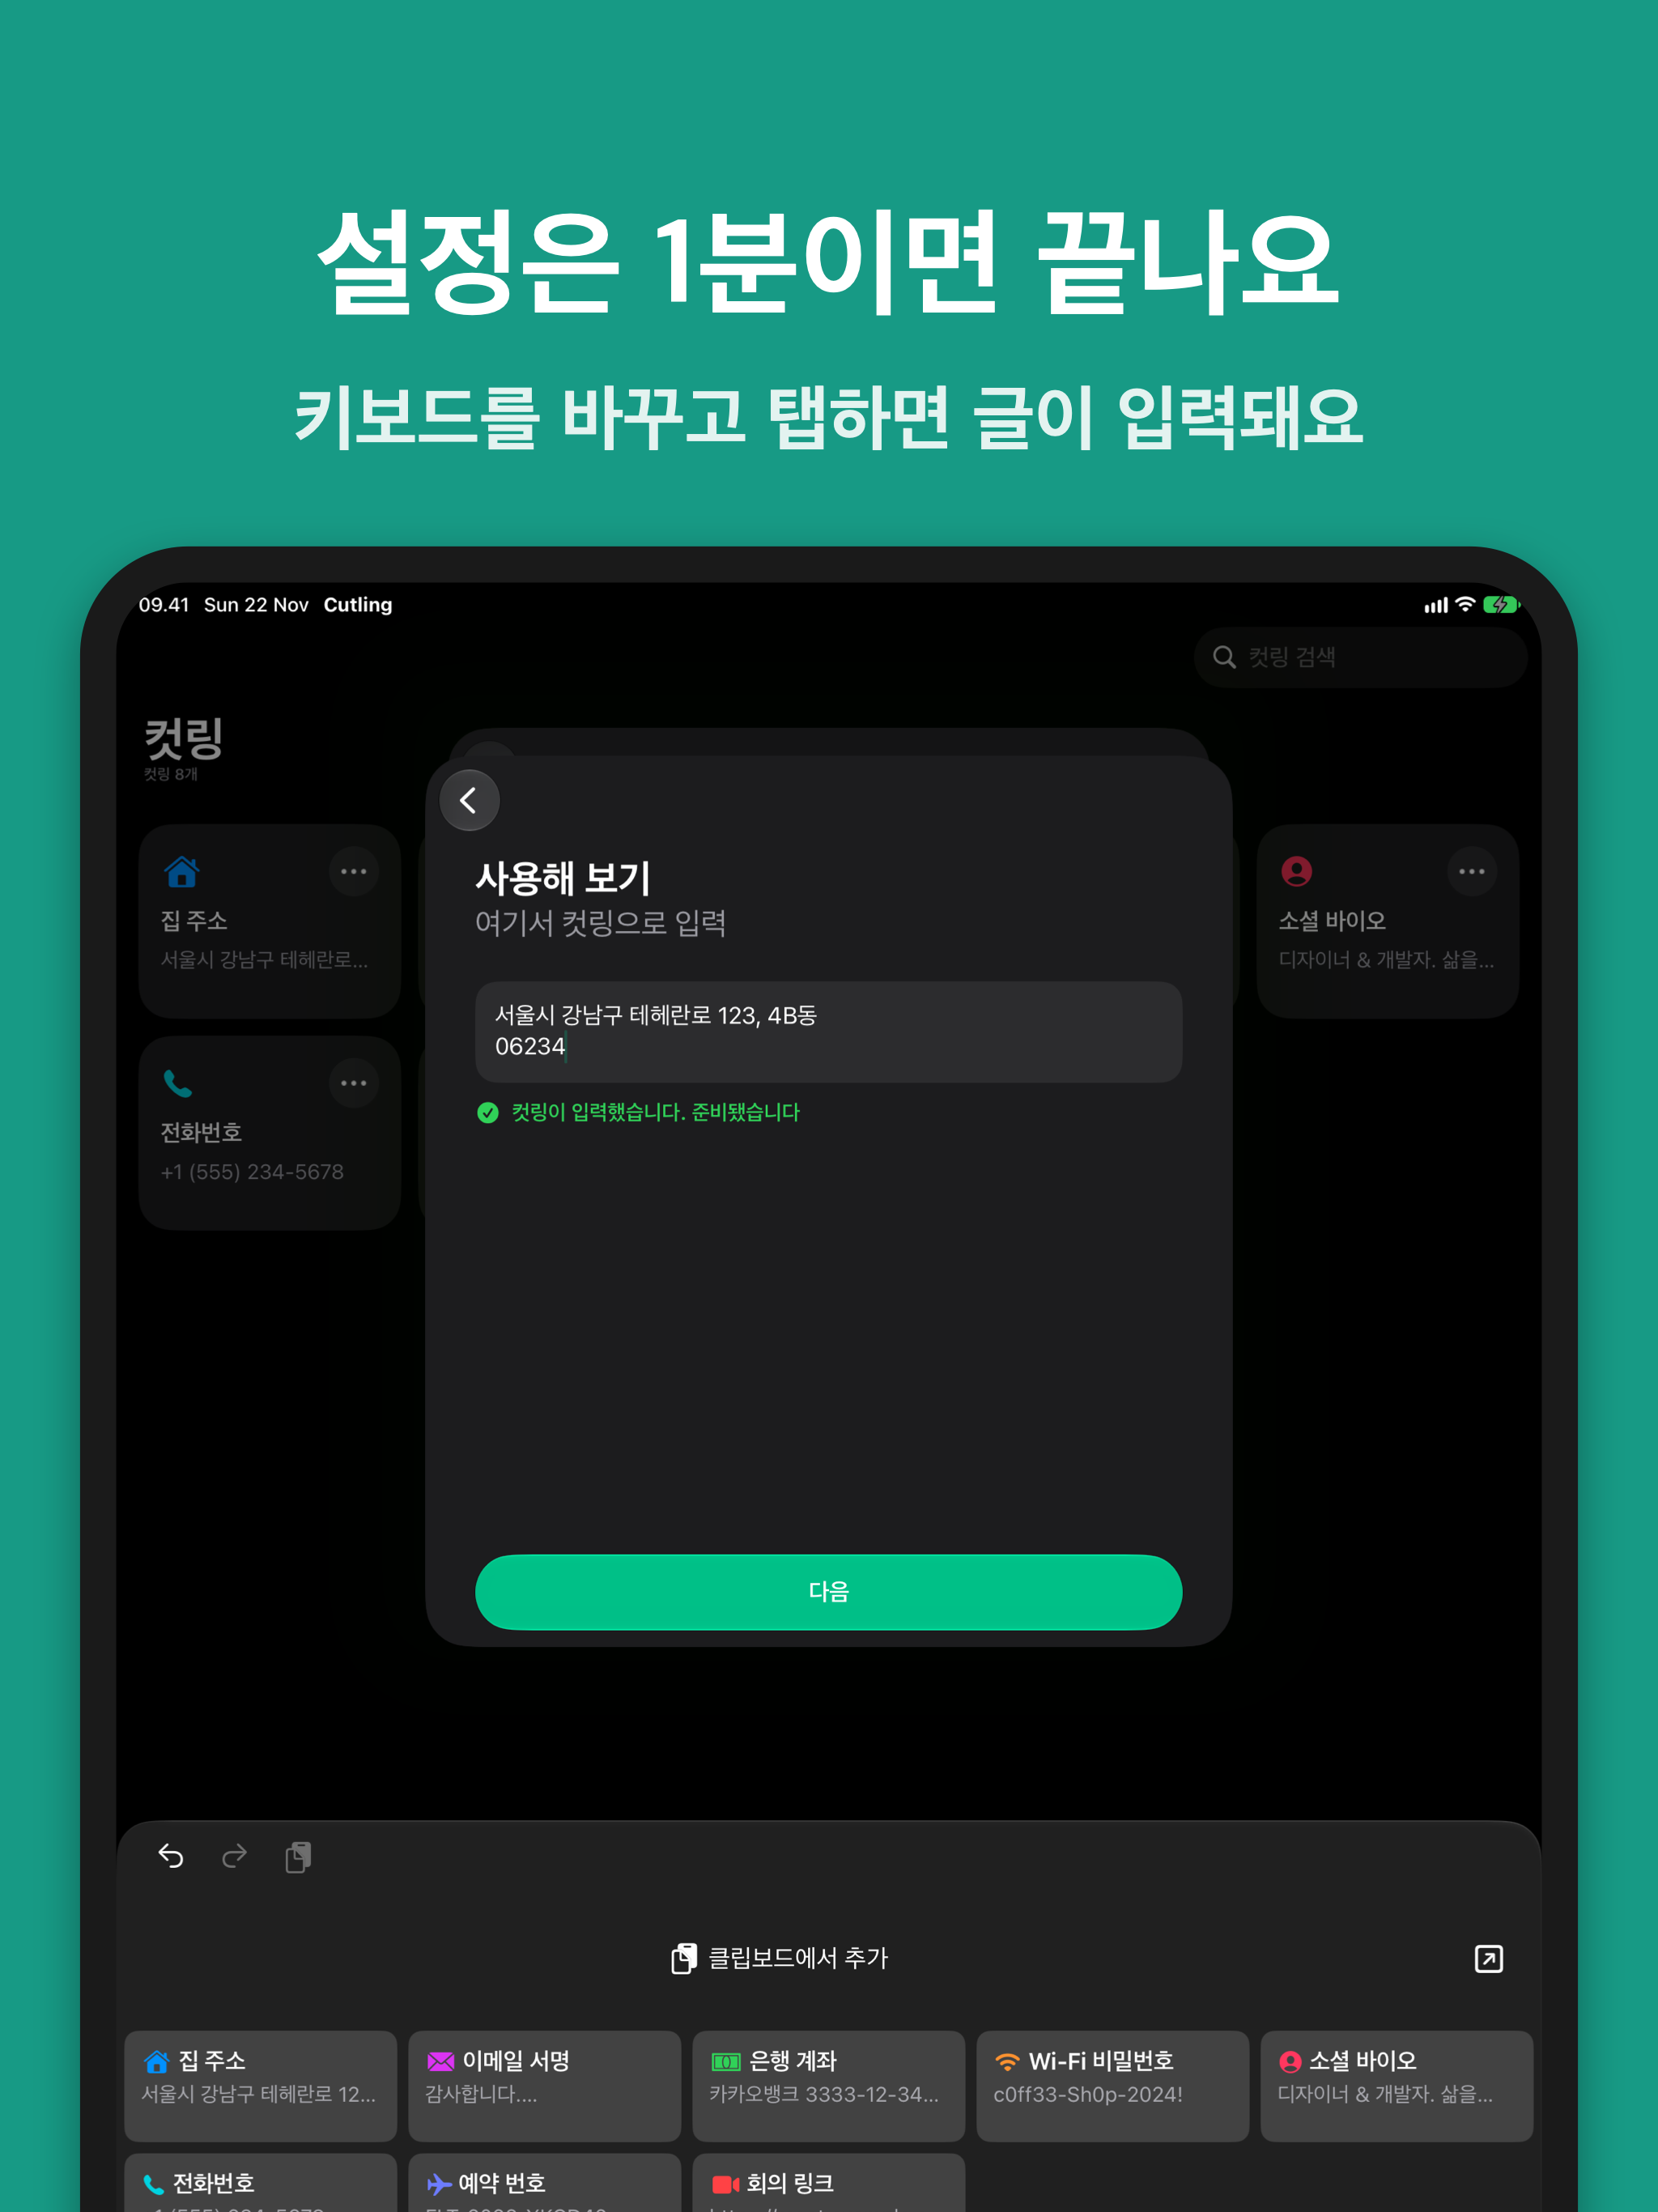 설정은 1분이면 끝나요
키보드를 바꾸고 탭하면 글이 입력돼요
09.41 Sun 22 Nov Cutling
컷링 검색
컷링
컷링 8개
집 주소
서울시 강남구 테헤란로...
소셜 바이오
디자이너 & 개발자. 삶을...
전화번호
+1 (555) 234-5678
사용해 보기
여기서 컷링으로 입력
서울시 강남구 테헤란로 123, 4B동
06234
컷링이 입력했습니다. 준비됐습니다
다음
클립보드에서 추가
집 주소
서울시 강남구 테헤란로 12...
이메일 서명
감사합니다....
은행 계좌
카카오뱅크 3333-12-34...
Wi-Fi 비밀번호
c0ff33-Sh0p-2024!
소셜 바이오
디자이너 & 개발자. 삶을...
전화번호
예약 번호
회의 링크